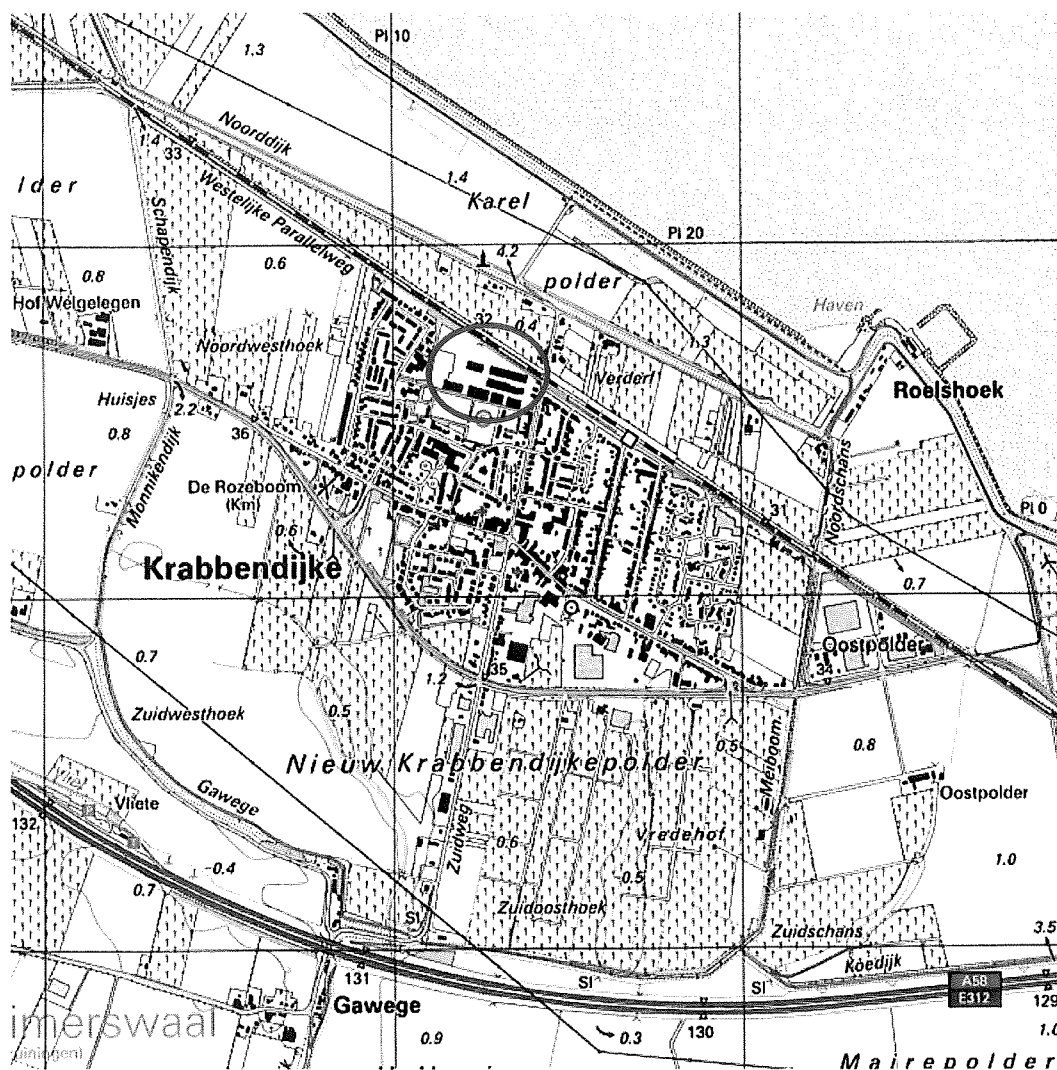 Pl 10
1.3
Noorddijk
1.4
33
1.4
Karel
lder
Westelijke Parallelweg
Schapendijk
Pl 20
4.2
0.8
0.6
polder
Hof Welgelegen
Haven
32
0.4
1.3
Noordwesthoek
Verderf
Roelshoek
Huisjes
2.2
36
0.8
polder
Monnikendijk
De Rozeboom
(Km)
Noordschans
31
Pl 0
0.6
Krabbendijke
0.7
Oostpolder
34
0.7
35
1.2
Zuidwesthoek
0.5
0.5
0.8
Nieuw Krabbendijkepolder
Gawege
Vliete
Vliet
Zuidweg
Oostpolder
132
Vredehof
0.6
-0.4
0.7
-0.5
1.0
Zuidoosthoek
Sl
Zuidschans
3.5
Koedijk
131
Sl
Sl
A58
E312
Gawege
129
130
imerswaal
0.3
1.0
0.9
Mairepolder